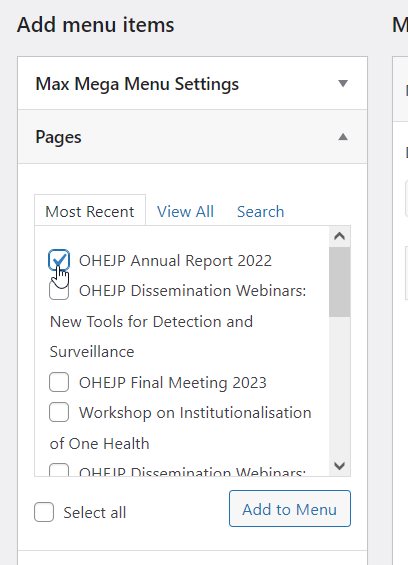 Add menu items
M
Max Mega Menu Settings
Pages
Most Recent
View All
Search
OHEJP Annual Report 2022
OHEJP Dissemination Webinars:
New Tools for Detection and
Surveillance
OHEJP Final Meeting 2023
Workshop on Institutionalisation
of One Health
OHEJP Dissemination Webinars:
Select all
Add to Menu